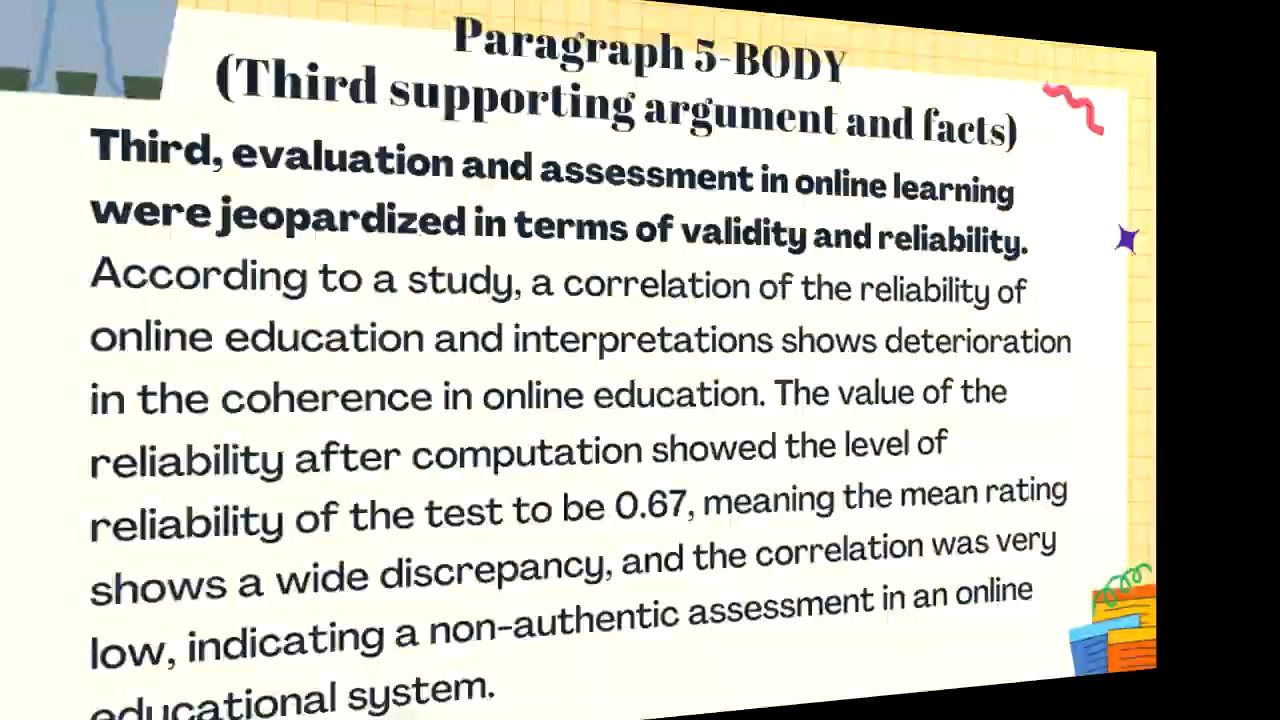 Paragraph 5-BODY
(Third supporting argument and facts)
Third, evaluation and assessment in online learning
were jeopardized in terms of validity and reliability.
According to a study, a correlation of the reliability of
online education and interpretations shows deterioration
in the coherence in online education. The value of the
reliability after computation showed the level of
reliability of the test to be 0.67, meaning the mean rating
shows a wide discrepancy, and the correlation was very
low, indicating a non-authentic assessment in an online
educational system.